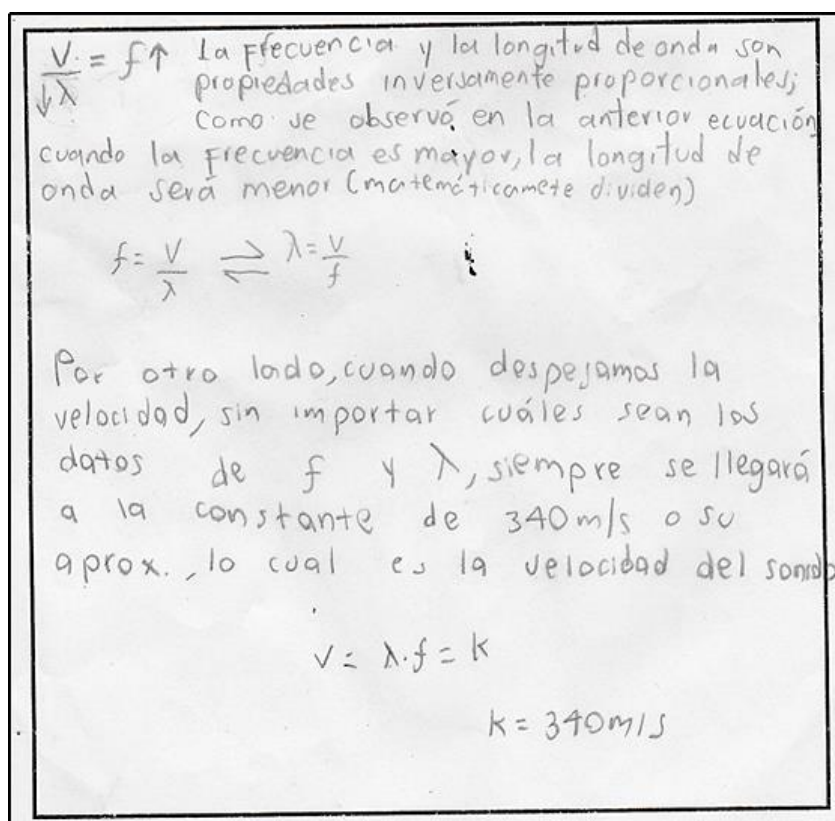 V/↓λ = f↑ La frecuencia y la longitud de onda son
propiedades inversamente proporcionales;
como se observó en la anterior ecuación
cuando la frecuencia es mayor, la longitud de
onda será menor (matemáticamete dividen)
f = V/λ ⇌ λ = V/f
Por otro lado, cuando despejamos la
velocidad, sin importar cuáles sean los
datos de f y λ, siempre se llegará
a la constante de 340 m/s o su
aprox., lo cual es la velocidad del sonido
V = λ.f = K
K = 340 m/s